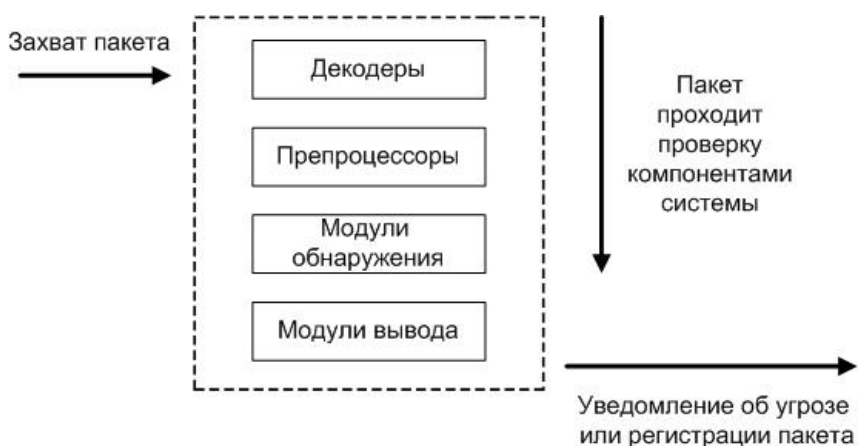 Захват пакета
Декодеры
Препроцессоры
Модули
обнаружения
Модули вывода
Пакет
проходит
проверку
компонентами
системы
Уведомление об угрозе
или регистрации пакета